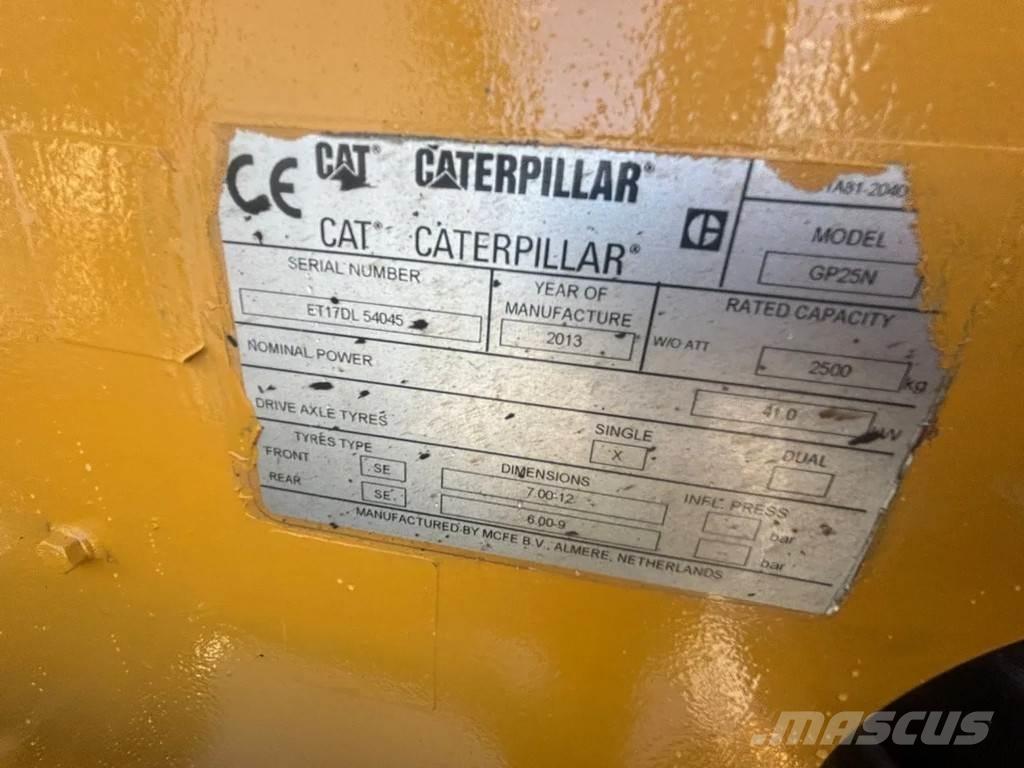 CE CAT® CATERPILLAR®
CAT® CATERPILLAR®
A81-2040
MODEL
GP25N
SERIAL NUMBER
ET17DL 54045
YEAR OF
MANUFACTURE
2013
RATED CAPACITY
W/O ATT
2500 kg
NOMINAL POWER
41.0 kW
DRIVE AXLE TYRES
SINGLE
X
DUAL
TYRES TYPE
DIMENSIONS
INFL. PRESS
FRONT SE 7.00-12 -- bar
REAR SE 6.00-9 -- bar
MANUFACTURED BY MCFE B.V., ALMERE, NETHERLANDS
MASCUS